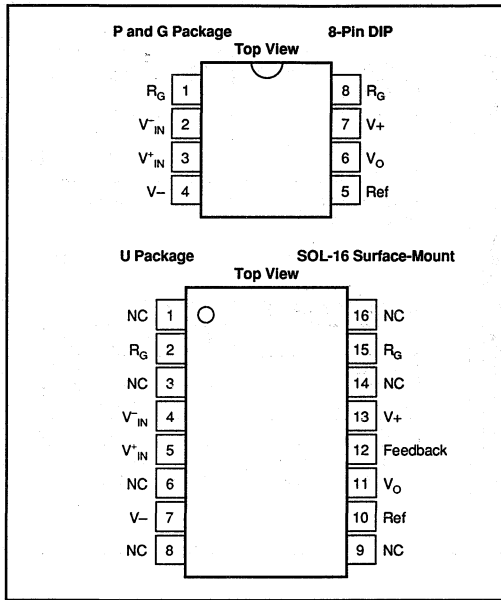 P and G Package 8-Pin DIP
Top View
RG 1 8 RG
V⁻IN 2 7 V+
V⁺IN 3 6 VO
V– 4 5 Ref
U Package SOL-16 Surface-Mount
Top View
NC 1 16 NC
RG 2 15 RG
NC 3 14 NC
V⁻IN 4 13 V+
V⁺IN 5 12 Feedback
NC 6 11 VO
V– 7 10 Ref
NC 8 9 NC